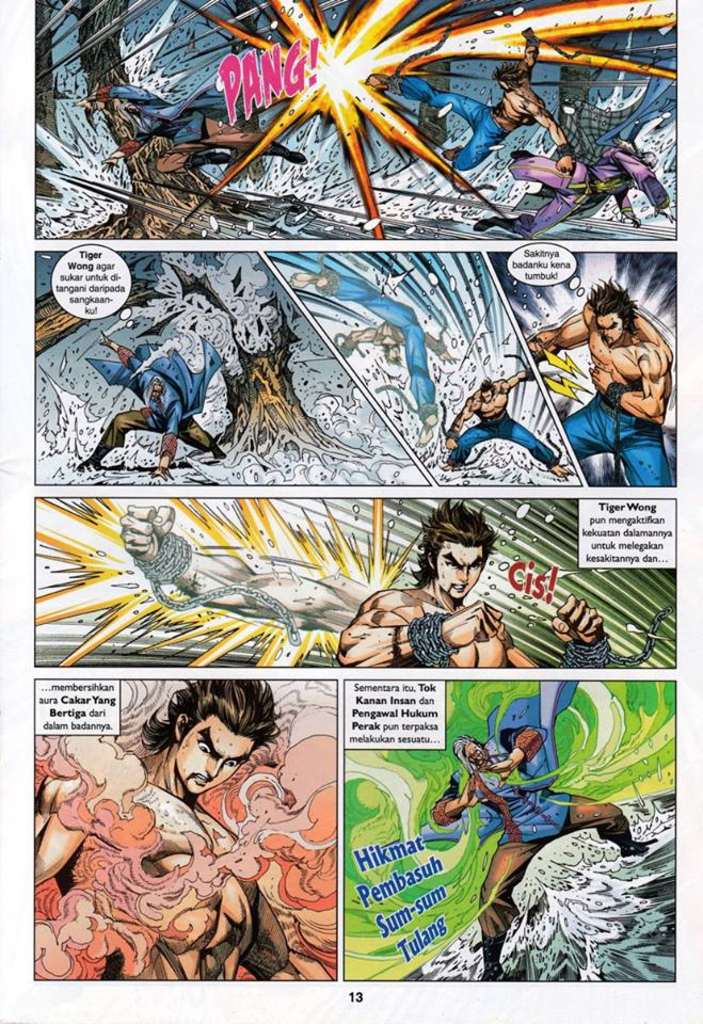 PANG!
Tiger
Wong agar
sukar untuk di-
tangani daripada
sangkaan-
ku!
Sakitnya
badanku kena
tumbuk!
Tiger Wong
pun mengaktifkan
kekuatan dalamannya
untuk melegakan
kesakitannya dan...
Cis!
...membersihkan
aura Cakar Yang
Bertiga dari
dalam badannya.
Sementara itu, Tok
Kanan Insan dan
Pengawal Hukum
Perak pun terpaksa
melakukan sesuatu...
Hikmat
Pembasuh
Sum-sum
Tulang
13